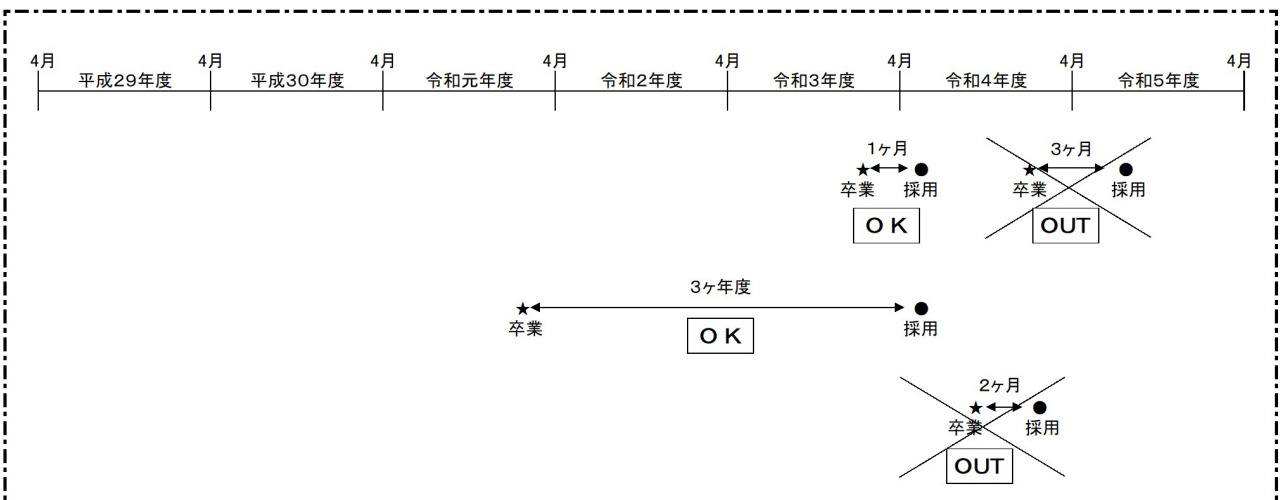 4月 4月 4月 4月 4月 4月 4月 4月
平成29年度 平成30年度 令和元年度 令和2年度 令和3年度 令和4年度 令和5年度
1ヶ月 3ヶ月
★ ● ★ ●
卒業 採用 卒業 採用
OK OUT
3ヶ年度
★ ●
卒業 採用
OK
2ヶ月
★ ●
卒業 採用
OUT